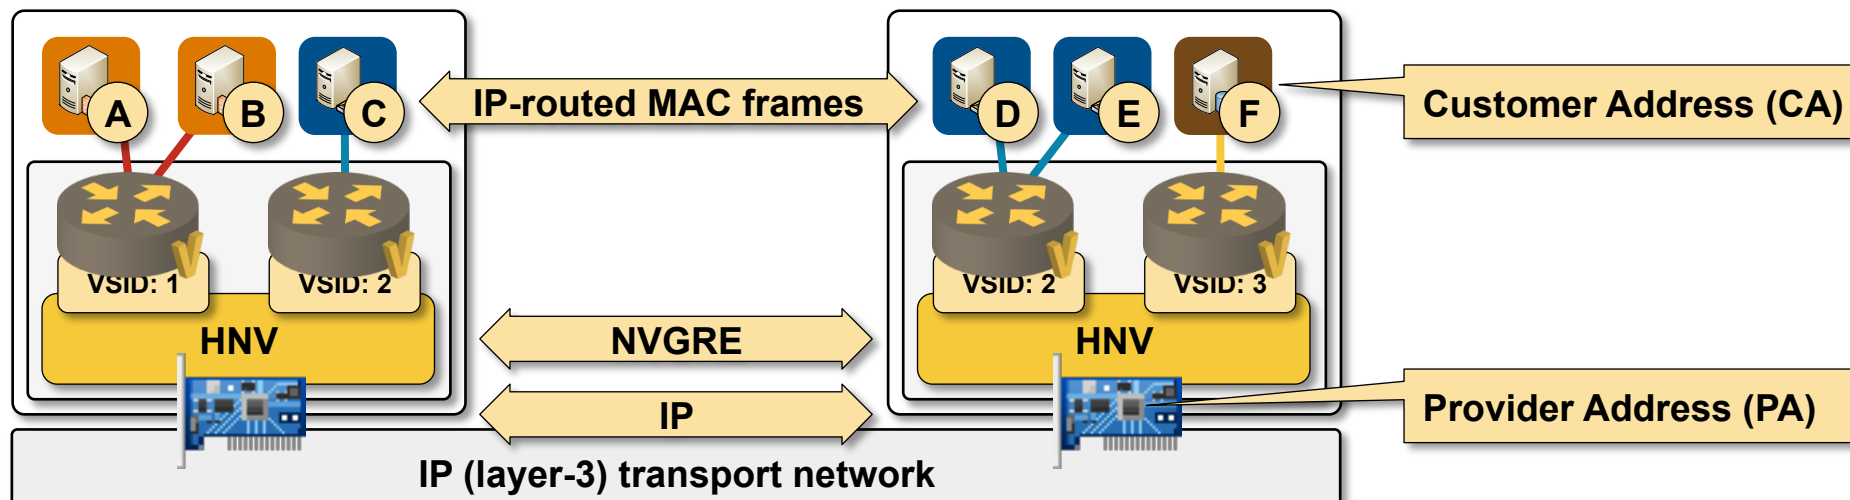 A
B
C
IP-routed MAC frames
D
E
F
Customer Address (CA)
VSID: 1
VSID: 2
VSID: 2
VSID: 3
HNV
NVGRE
HNV
IP
Provider Address (PA)
IP (layer-3) transport network